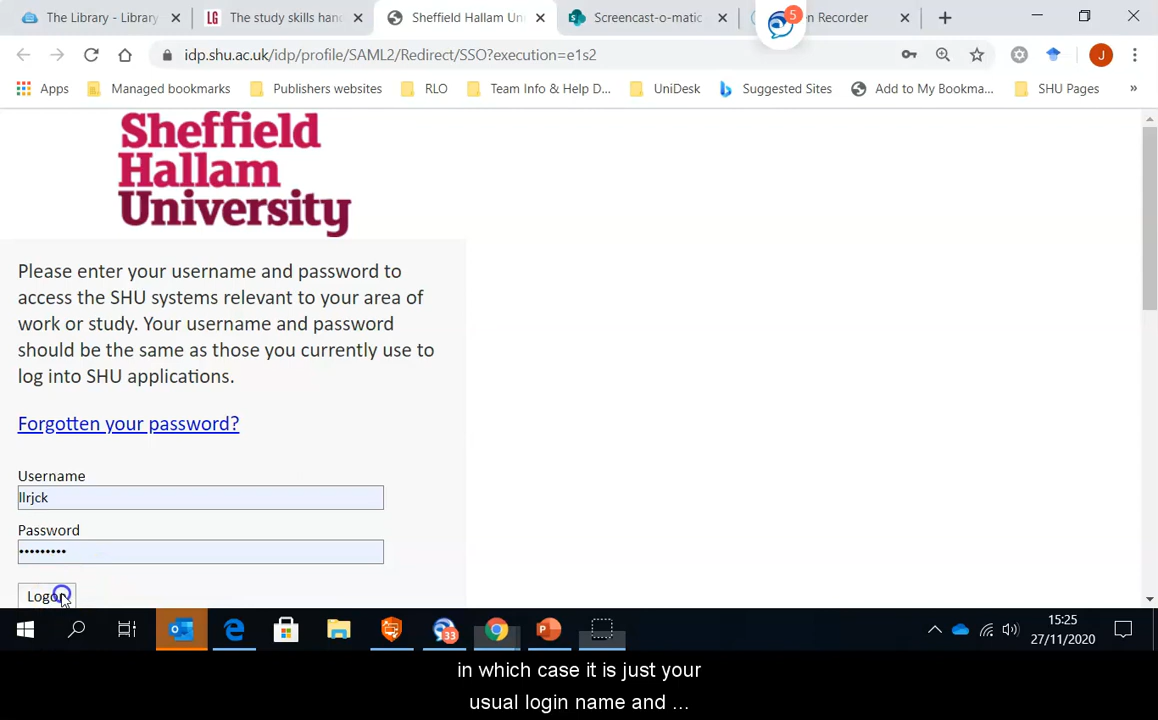 The Library - Library
The study skills han
Sheffield Hallam Un
Screencast-o-matic
5
n Recorder
idp.shu.ac.uk/idp/profile/SAML2/Redirect/SSO?execution=e1s2
J
Apps
Managed bookmarks
Publishers websites
RLO
Team Info & Help D...
UniDesk
Suggested Sites
Add to My Bookma...
SHU Pages
»
Sheffield
Hallam
University
Please enter your username and password to
access the SHU systems relevant to your area of
work or study. Your username and password
should be the same as those you currently use to
log into SHU applications.
Forgotten your password?
Username
llrjck
Password
•••••••••
Logon
33
15:25
27/11/2020
in which case it is just your
usual login name and ...